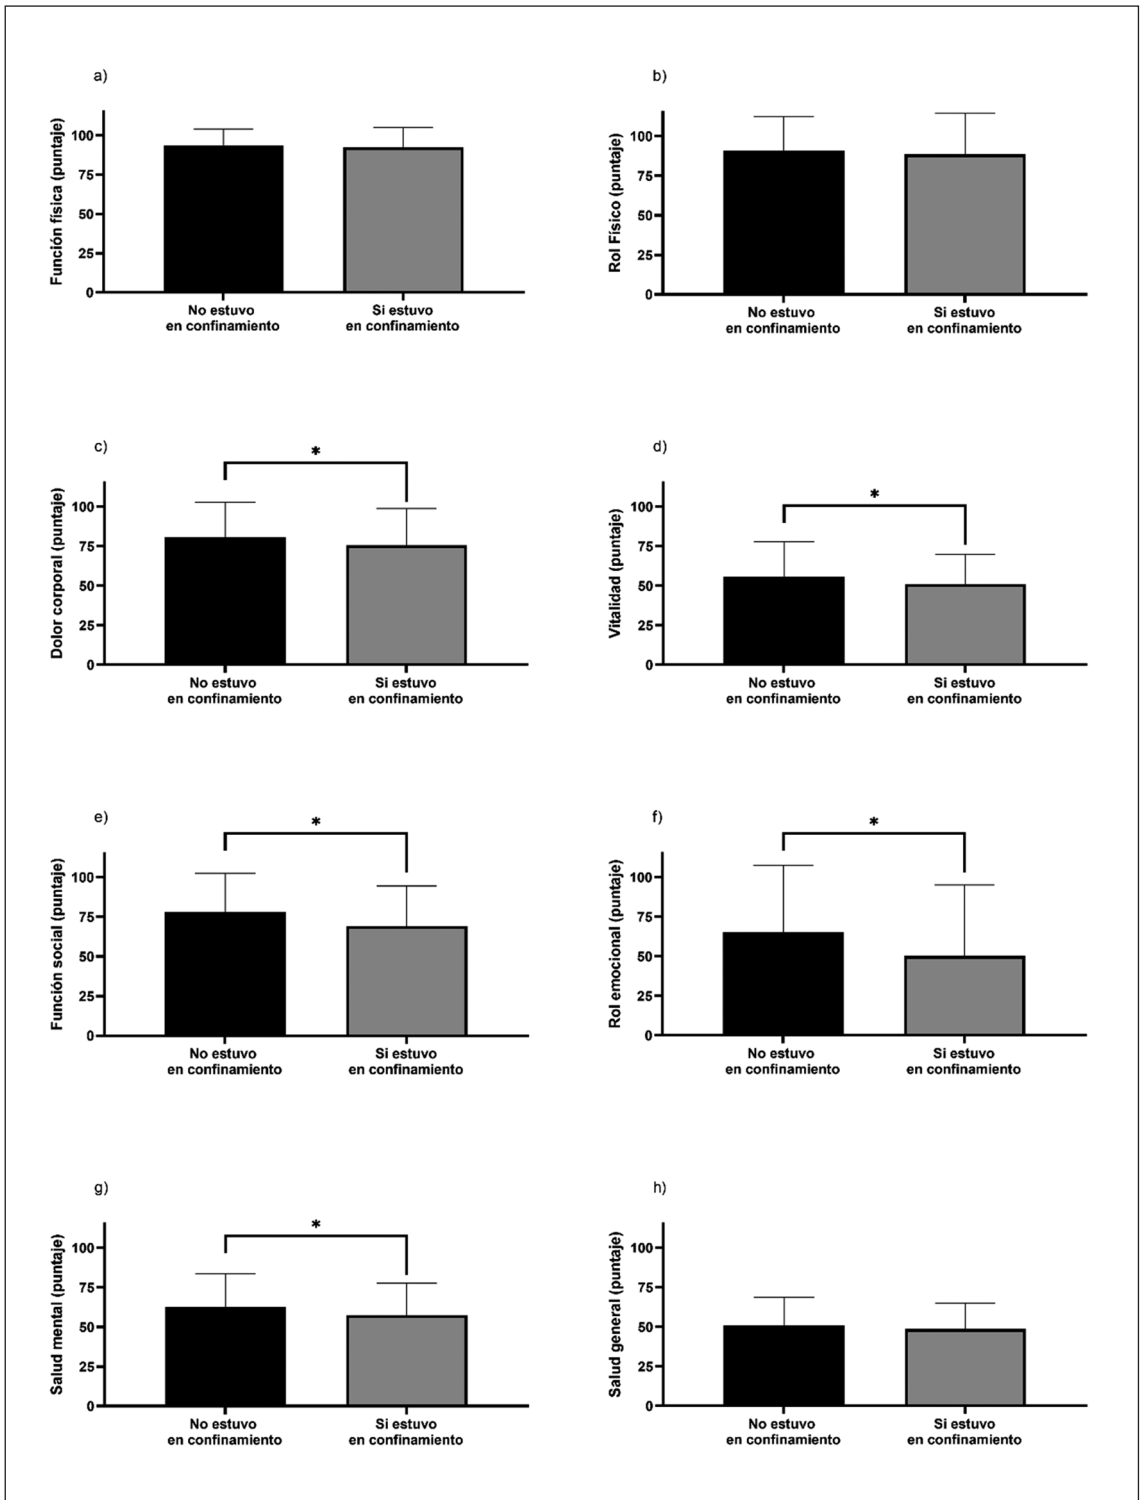 a)
Función física (puntaje)
100
75
50
25
0
No estuvo
en confinamiento
Si estuvo
en confinamiento
b)
Rol Físico (puntaje)
100
75
50
25
0
No estuvo
en confinamiento
Si estuvo
en confinamiento
c)
*
Dolor corporal (puntaje)
100
75
50
25
0
No estuvo
en confinamiento
Si estuvo
en confinamiento
d)
*
Vitalidad (puntaje)
100
75
50
25
0
No estuvo
en confinamiento
Si estuvo
en confinamiento
e)
*
Función social (puntaje)
100
75
50
25
0
No estuvo
en confinamiento
Si estuvo
en confinamiento
f)
*
Rol emocional (puntaje)
100
75
50
25
0
No estuvo
en confinamiento
Si estuvo
en confinamiento
g)
*
Salud mental (puntaje)
100
75
50
25
0
No estuvo
en confinamiento
Si estuvo
en confinamiento
h)
Salud general (puntaje)
100
75
50
25
0
No estuvo
en confinamiento
Si estuvo
en confinamiento